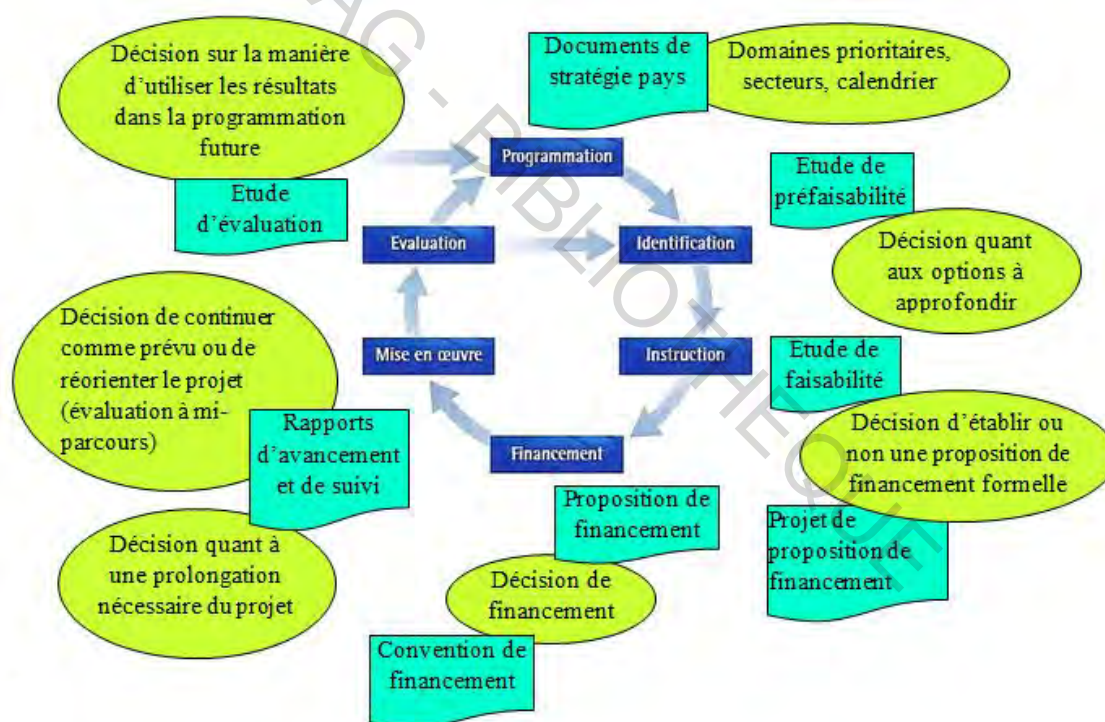 Décision sur la manière
d'utiliser les résultats
dans la programmation
future
Documents de
stratégie pays
Domaines prioritaires,
secteurs, calendrier
Programmation
Etude
d'évaluation
Etude de
préfaisabilité
Evaluation
Identification
Décision quant
aux options à
approfondir
Décision de continuer
comme prévu ou de
réorienter le projet
(évaluation à mi-
parcours)
Mise en œuvre
Instruction
Etude de
faisabilité
Rapports
d'avancement
et de suivi
Financement
Décision d'établir ou
non une proposition de
financement formelle
Proposition de
financement
Projet de
proposition de
financement
Décision quant à
une prolongation
nécessaire du projet
Décision de
financement
Convention de
financement
AG - BIBLIOTHEQUE